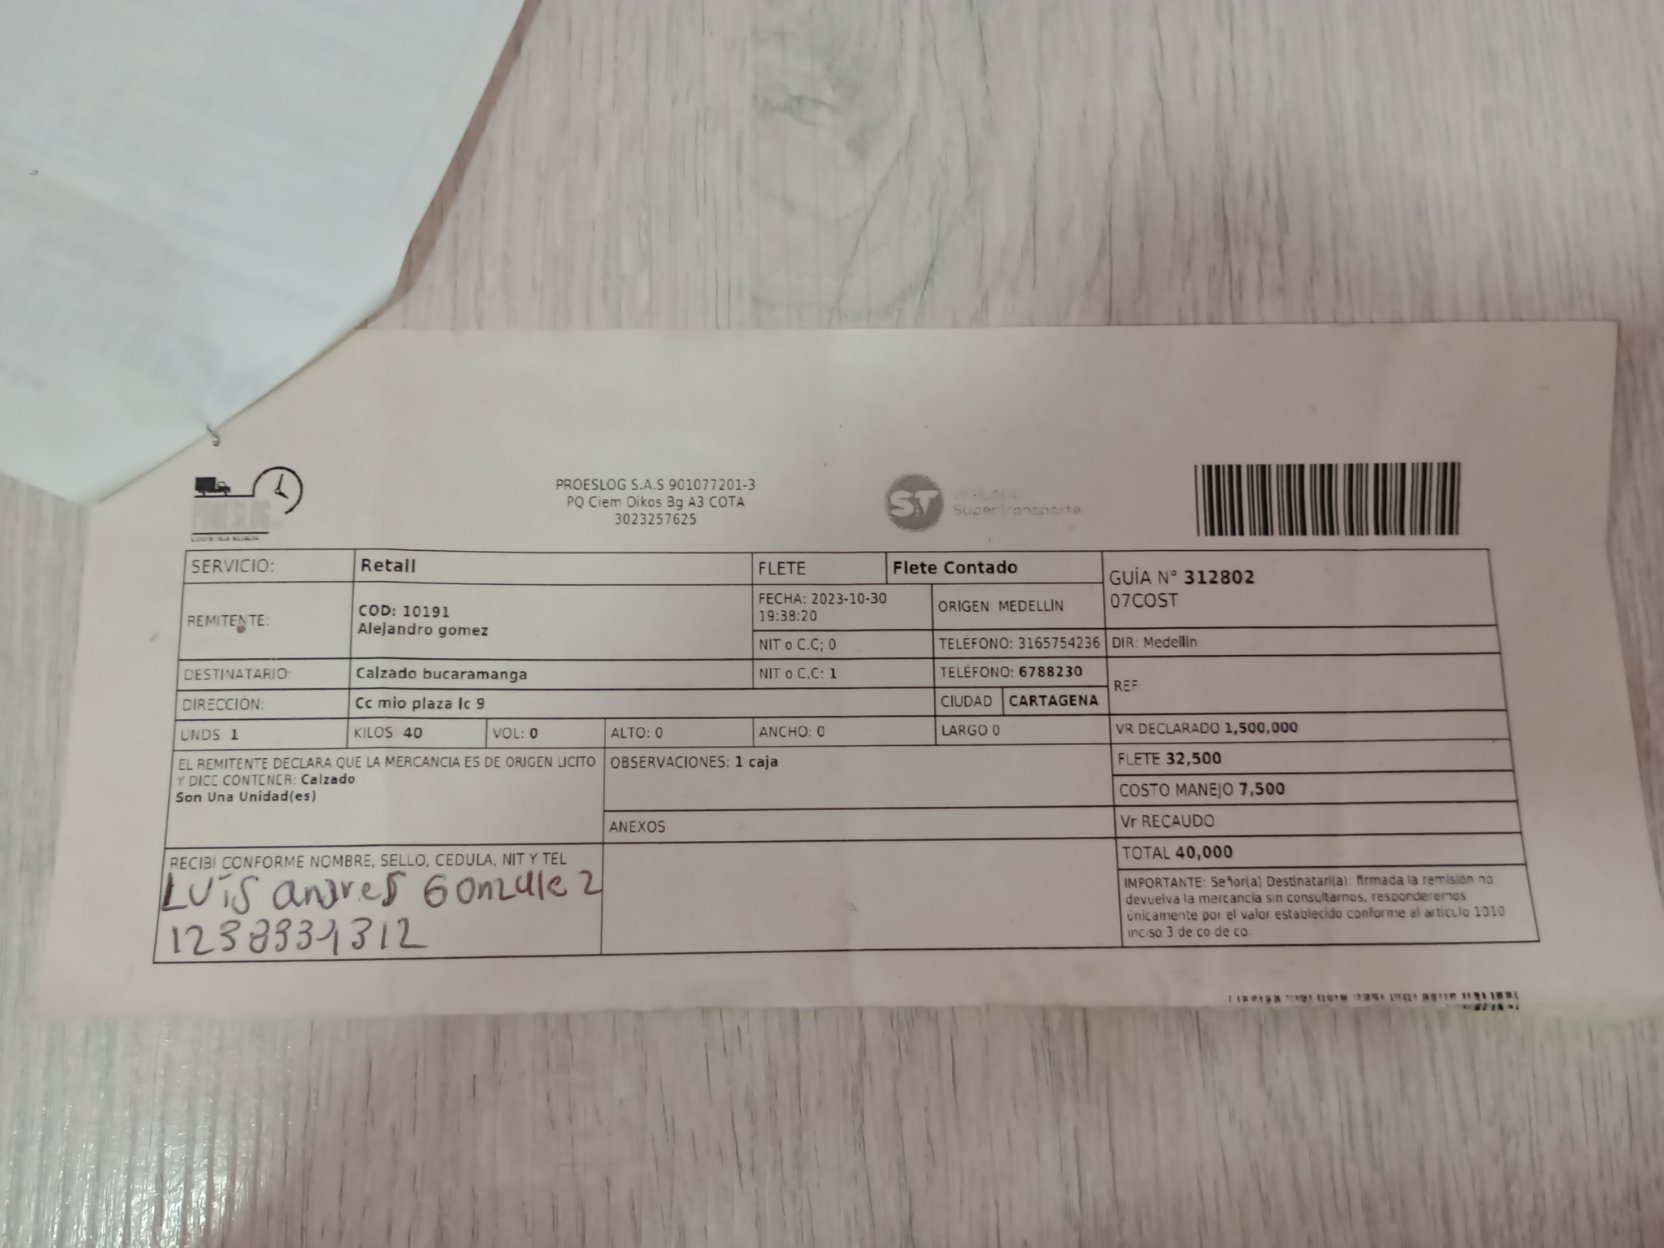 PROESLOG
PROESLOG S.A.S 901077201-3
PQ Ciem Oikos Bg A3 COTA
3023257625
ST VIGILADO
SuperTransporte
SERVICIO: Retail FLETE Flete Contado
GUÍA N° 312802
07COST
REMITENTE: COD: 10191
Alejandro gomez
FECHA: 2023-10-30
19:38:20
ORIGEN: MEDELLIN
NIT o C.C; 0 TELÉFONO: 3165754236 DIR: Medellin
DESTINATARIO: Calzado bucaramanga NIT o C.C: 1 TELÉFONO: 6788230
REF
DIRECCIÓN: Cc mio plaza lc 9 CIUDAD CARTAGENA
UNDS 1 KILOS 40 VOL: 0 ALTO: 0 ANCHO: 0 LARGO 0 VR DECLARADO 1,500,000
EL REMITENTE DECLARA QUE LA MERCANCIA ES DE ORIGEN LICITO
Y DICE CONTENER: Calzado
Son Una Unidad(es)
OBSERVACIONES: 1 caja
FLETE 32,500
COSTO MANEJO 7,500
ANEXOS
Vr RECAUDO
TOTAL 40,000
RECIBÍ CONFORME NOMBRE, SELLO, CEDULA, NIT Y TEL
LUIS andres Gonzalez
IMPORTANTE: Señor(a) Destinatari(a): firmada la remisión no
devuelva la mercancía sin consultarnos, responderemos
únicamente por el valor establecido conforme al artículo 1010
inciso 3 de co de co.